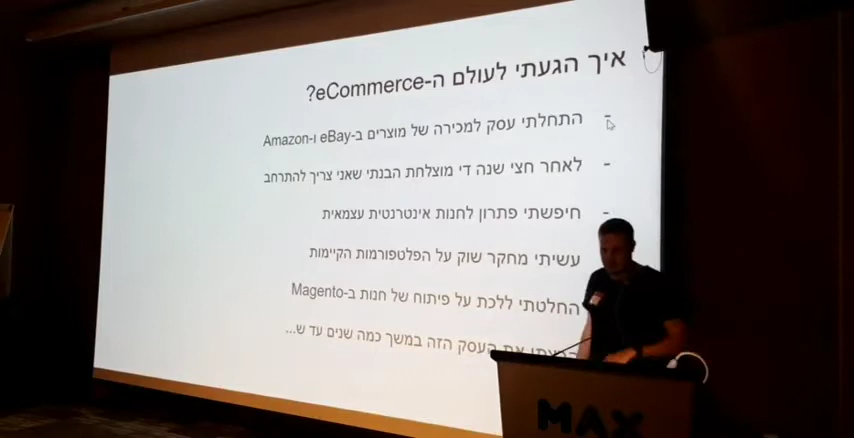 איך הגעתי לעולם ה-eCommerce?
- התחלתי עסק למכירה של מוצרים ב-eBay ו-Amazon
- לאחר חצי שנה די מוצלחת הבנתי שאני צריך להתרחב
- חיפשתי פתרון לחנות אינטרנטית עצמאית
עשיתי מחקר שוק על הפלטפורמות הקיימות
החלטתי ללכת על פיתוח של חנות ב-Magento
את העסק הזה במשך כמה שנים עד ש...
MAX